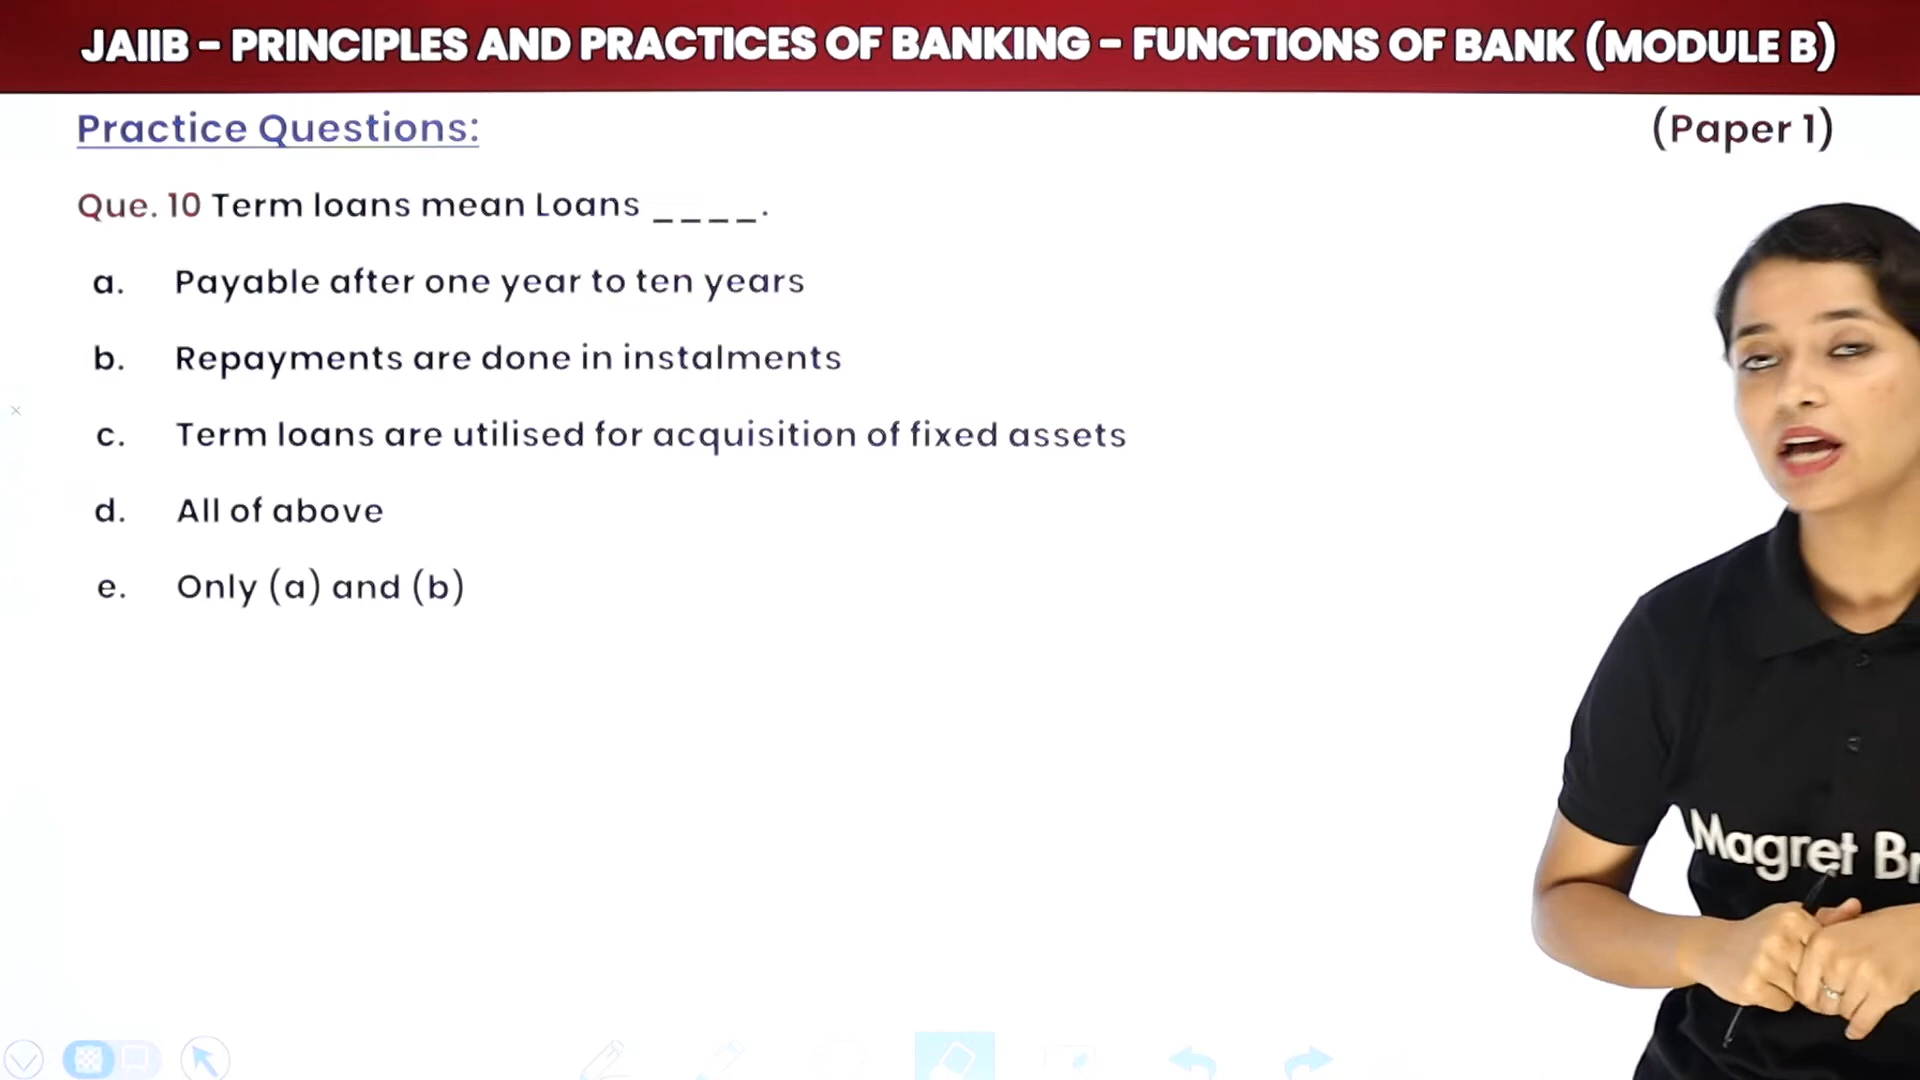 JAIIB - PRINCIPLES AND PRACTICES OF BANKING - FUNCTIONS OF BANK (MODULE B)
Practice Questions:
(Paper 1)
Que. 10 Term loans mean Loans _ _ _ _.
a. Payable after one year to ten years
b. Repayments are done in instalments
c. Term loans are utilised for acquisition of fixed assets
d. All of above
e. Only (a) and (b)
Magret Br